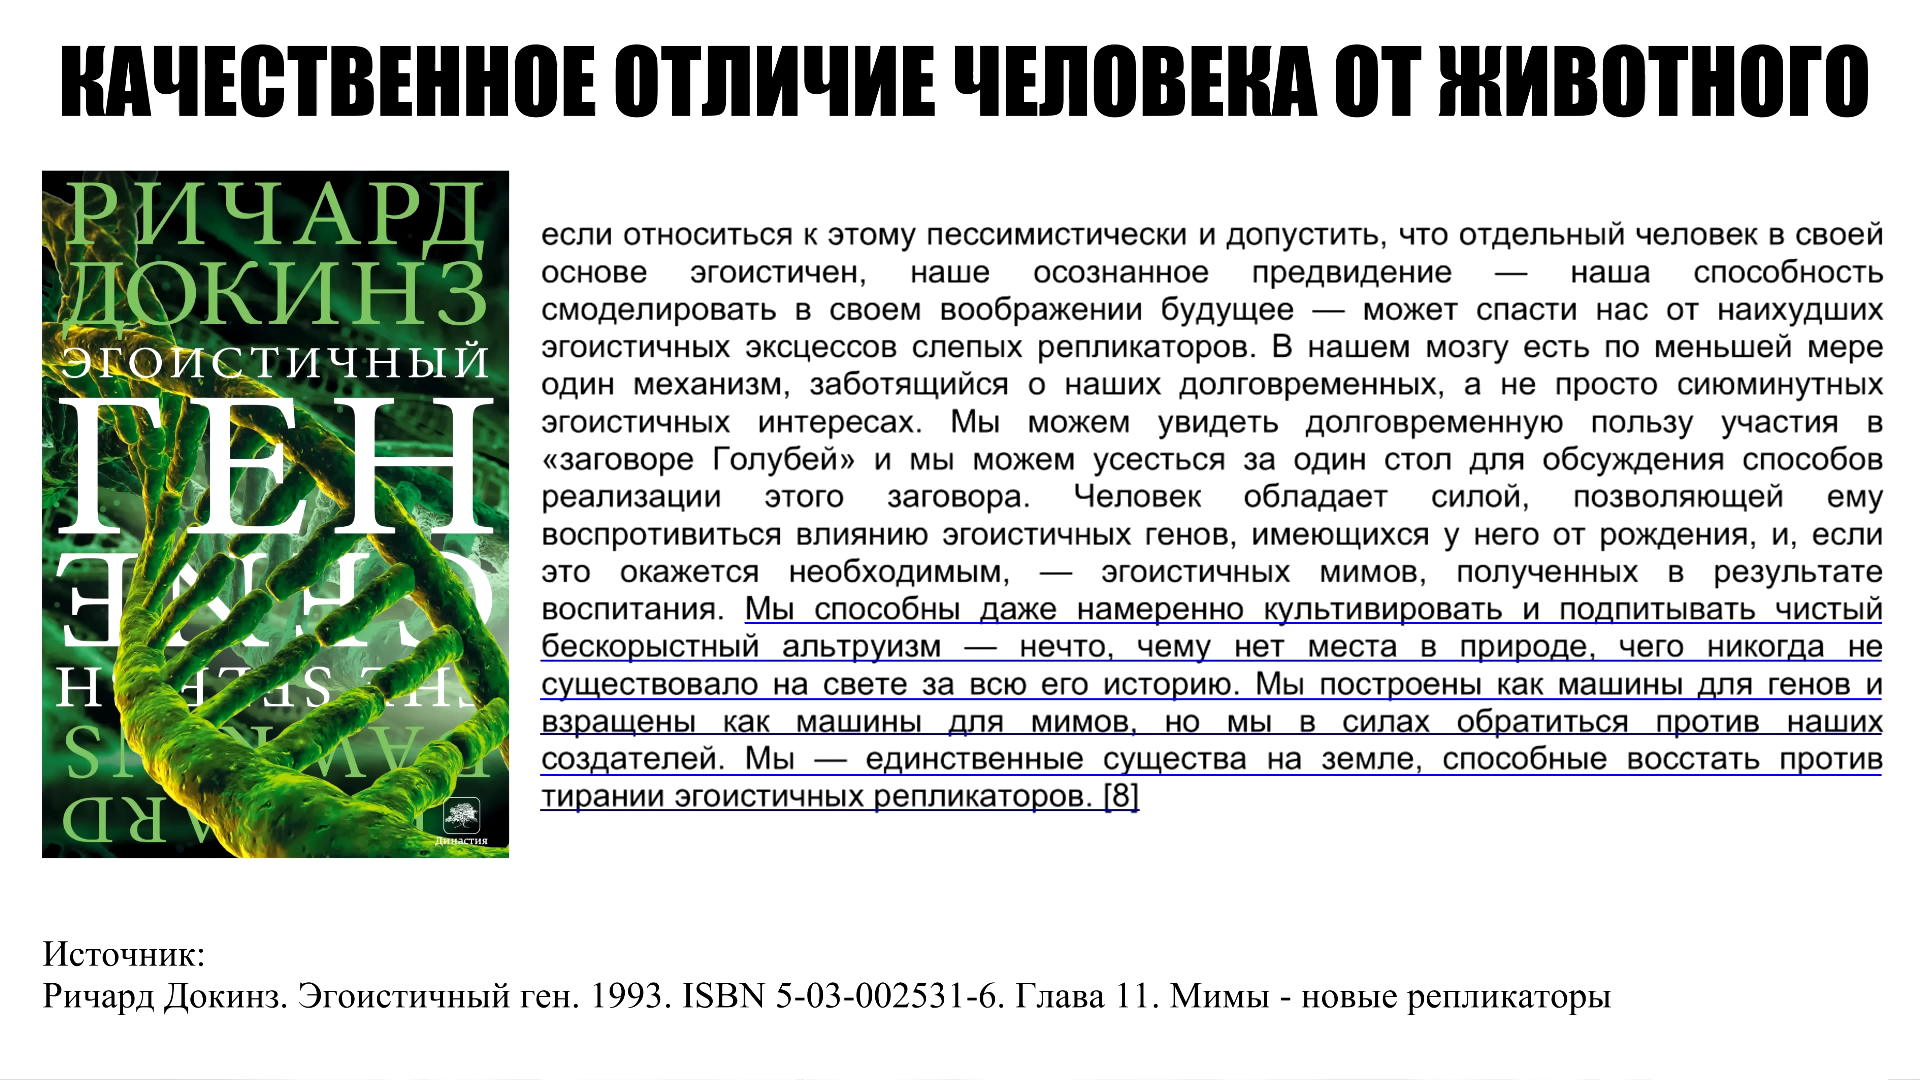 КАЧЕСТВЕННОЕ ОТЛИЧИЕ ЧЕЛОВЕКА ОТ ЖИВОТНОГО
РИЧАРД
ДОКИНЗ
ЭГОИСТИЧНЫЙ
ГЕН
GENE
Династия
если относиться к этому пессимистически и допустить, что отдельный человек в своей
основе эгоистичен, наше осознанное предвидение — наша способность
смоделировать в своем воображении будущее — может спасти нас от наихудших
эгоистичных эксцессов слепых репликаторов. В нашем мозгу есть по меньшей мере
один механизм, заботящийся о наших долговременных, а не просто сиюминутных
эгоистичных интересах. Мы можем увидеть долговременную пользу участия в
«заговоре Голубей» и мы можем усесться за один стол для обсуждения способов
реализации этого заговора. Человек обладает силой, позволяющей ему
воспротивиться влиянию эгоистичных генов, имеющихся у него от рождения, и, если
это окажется необходимым, — эгоистичных мимов, полученных в результате
воспитания. Мы способны даже намеренно культивировать и подпитывать чистый
бескорыстный альтруизм — нечто, чему нет места в природе, чего никогда не
существовало на свете за всю его историю. Мы построены как машины для генов и
взращены как машины для мимов, но мы в силах обратиться против наших
создателей. Мы — единственные существа на земле, способные восстать против
тирании эгоистичных репликаторов. [8]
Источник:
Ричард Докинз. Эгоистичный ген. 1993. ISBN 5-03-002531-6. Глава 11. Мимы - новые репликаторы